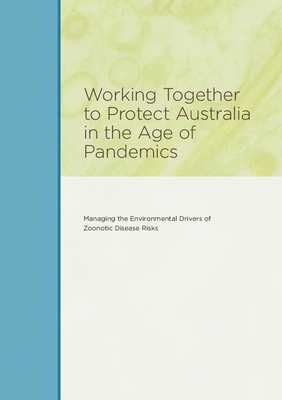 Working Together
to Protect Australia
in the Age of
Pandemics
Managing the Environmental Drivers of
Zoonotic Disease Risks